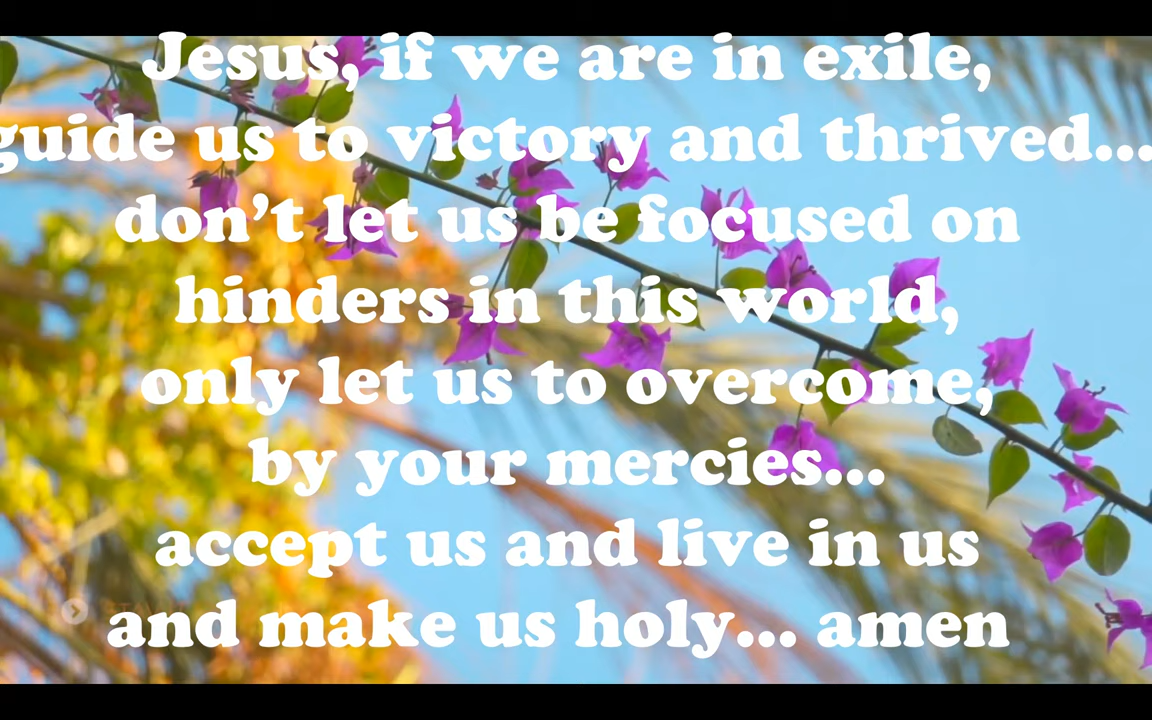 Jesus, if we are in exile,
guide us to victory and thrived...
don't let us be focused on
hinders in this world,
only let us to overcome,
by your mercies...
accept us and live in us
and make us holy... amen